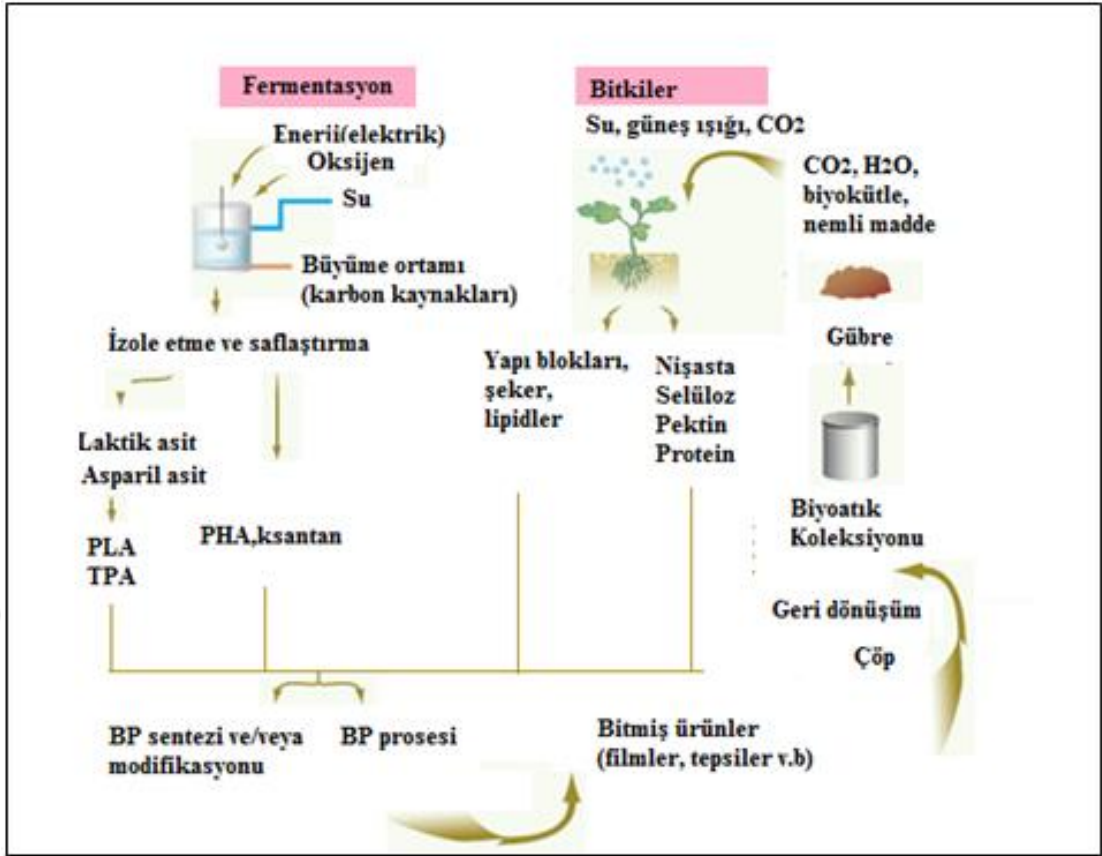 Fermentasyon
Enerii(elektrik)
Oksijen
Su
Büyüme ortamı
(karbon kaynakları)
İzole etme ve saflaştırma
Laktik asit
Asparil asit
PLA
TPA
PHA,ksantan
Bitkiler
Su, güneş ışığı, CO2
Yapı blokları,
şeker,
lipidler
Nişasta
Selüloz
Pektin
Protein
CO2, H2O,
biyokütle,
nemli madde
Gübre
Biyoatık
Koleksiyonu
Geri dönüşüm
Çöp
BP sentezi ve/veya
modifikasyonu
BP prosesi
Bitmiş ürünler
(filmler, tepsiler v.b)